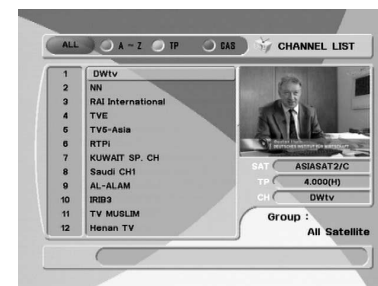 ALL A ~ Z TP CAS CHANNEL LIST
1 DWtv
2 NN
3 RAI International
4 TVE
5 TV5-Asia
6 RTPi
7 KUWAIT SP. CH
8 Saudi CH1
9 AL-ALAM
10 IRIB3
11 TV MUSLIM
12 Henan TV
SAT ASIASAT2/C
TP 4.000(H)
CH DWtv
Group :
All Satellite